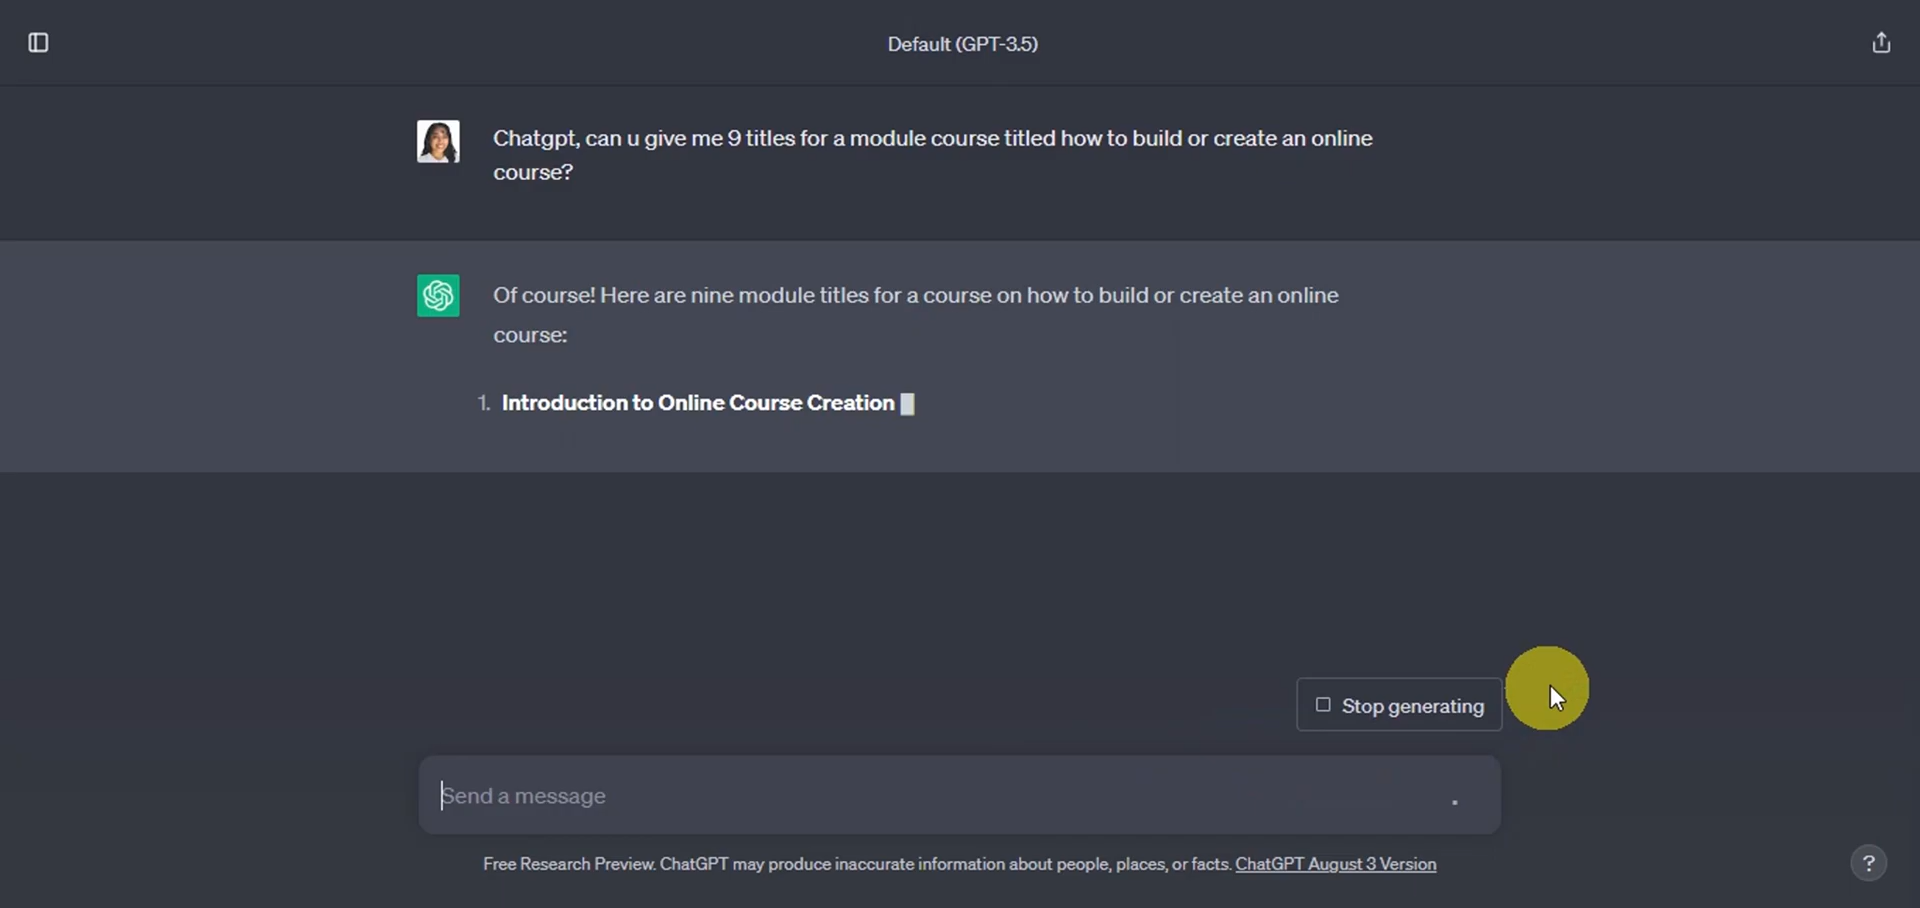 Default (GPT-3.5)
Chatgpt, can u give me 9 titles for a module course titled how to build or create an online
course?
Of course! Here are nine module titles for a course on how to build or create an online
course:
1. Introduction to Online Course Creation
Stop generating
Send a message
Free Research Preview. ChatGPT may produce inaccurate information about people, places, or facts. ChatGPT August 3 Version
?